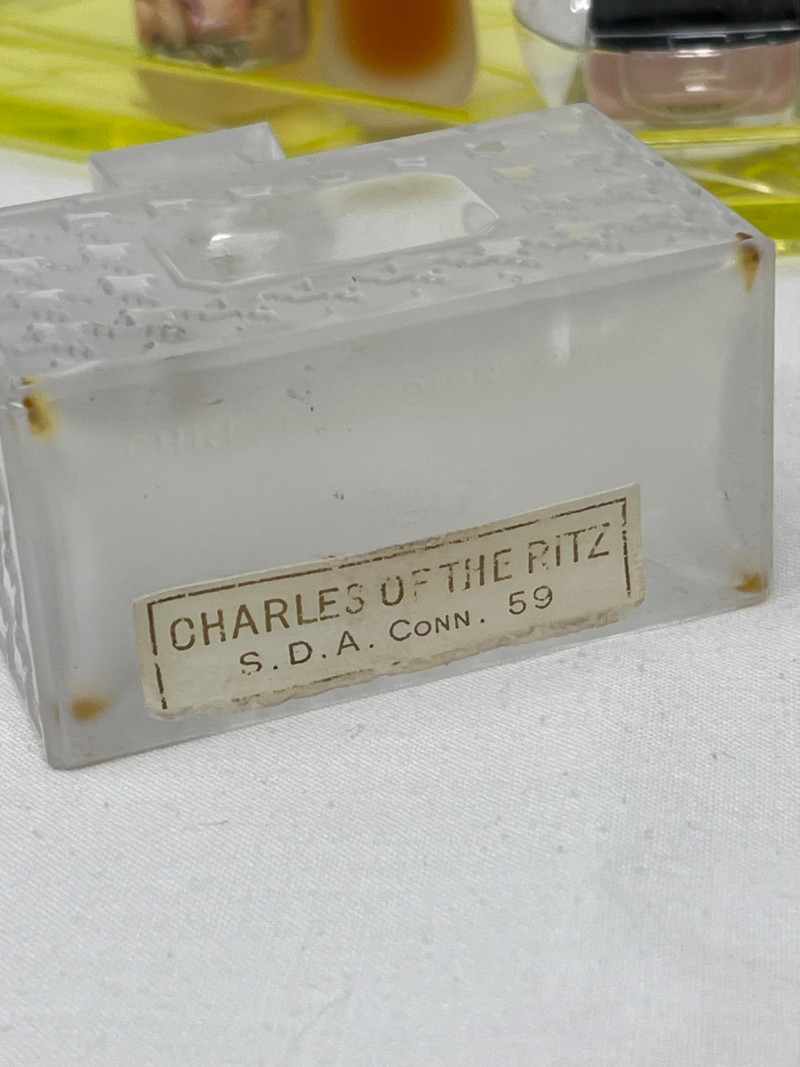 CHARLES OF THE RITZ
S.D.A. CONN. 59